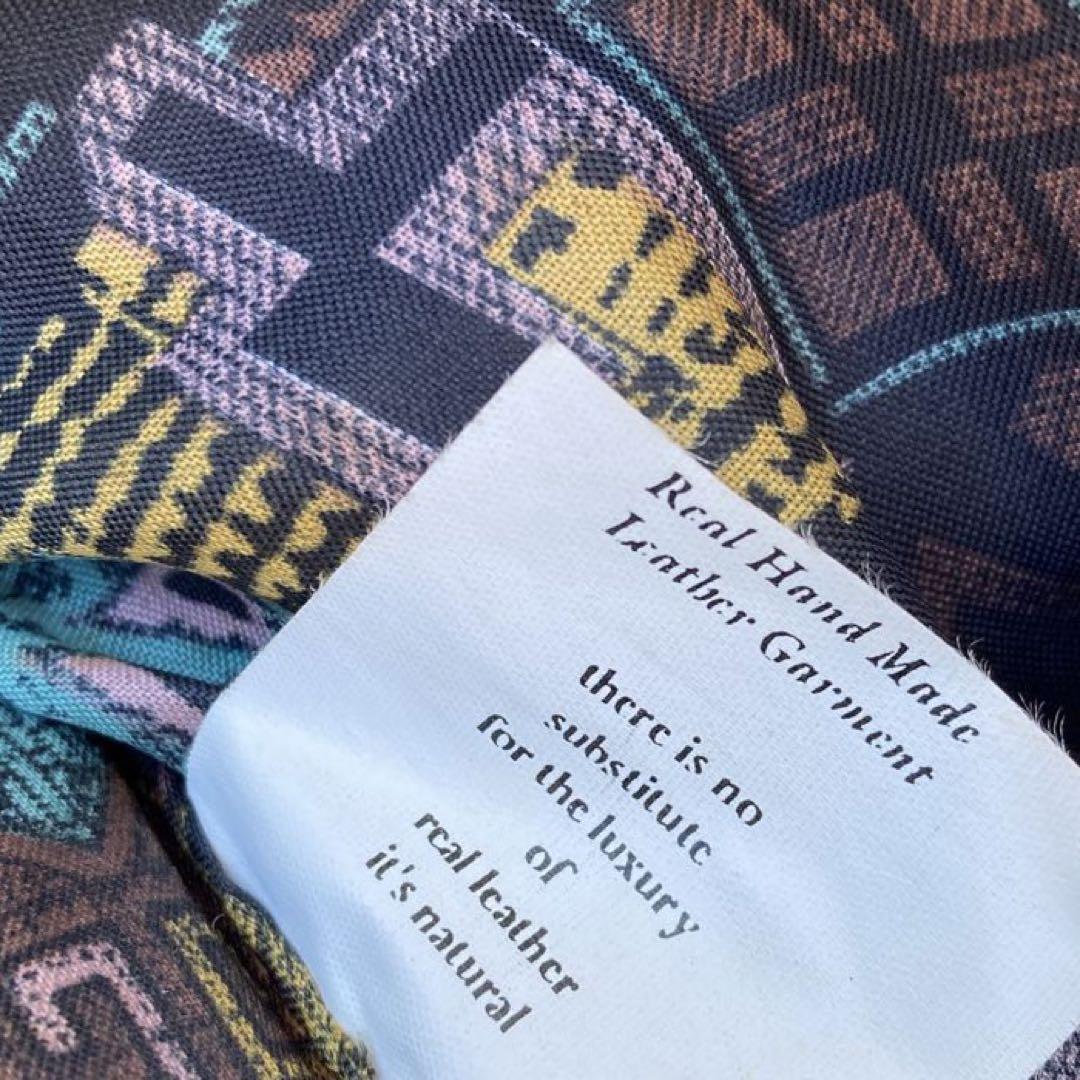 Real Hand Made
Leather Garment
there is no
substitute
for the luxury
of
real leather
it's natural